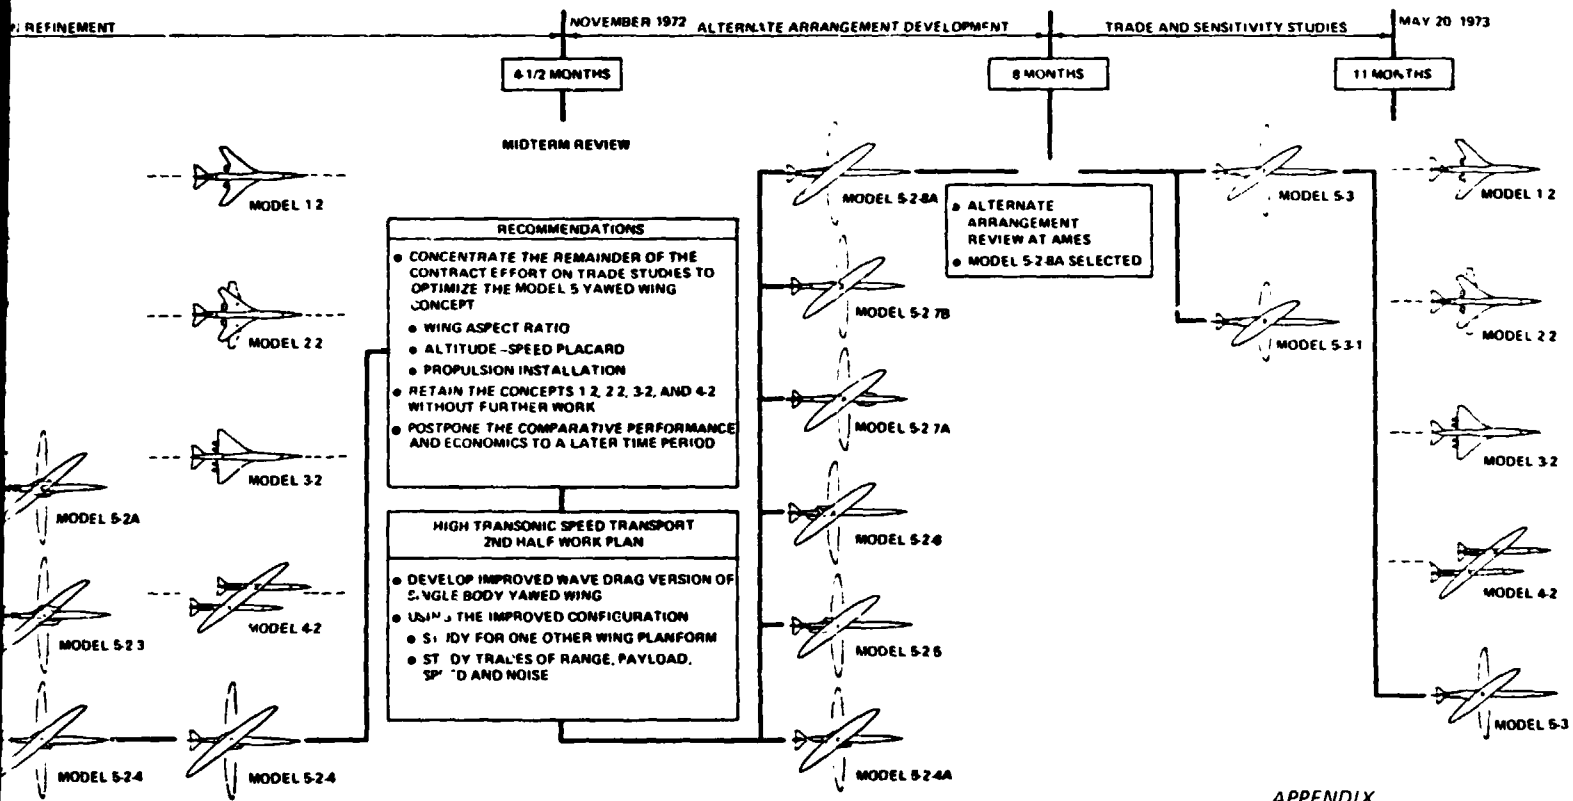 REFINEMENT
NOVEMBER 1972
ALTERNATE ARRANGEMENT DEVELOPMENT
TRADE AND SENSITIVITY STUDIES
MAY 20 1973
4-1/2 MONTHS
8 MONTHS
11 MONTHS
MIDTERM REVIEW
MODEL 1 2
MODEL 2 2
MODEL 3-2
MODEL 5-2A
MODEL 4-2
MODEL 5-2 3
MODEL 5-2-4
MODEL 5-2-4
RECOMMENDATIONS
• CONCENTRATE THE REMAINDER OF THE
CONTRACT EFFORT ON TRADE STUDIES TO
OPTIMIZE THE MODEL 5 YAWED WING
CONCEPT
• WING ASPECT RATIO
• ALTITUDE-SPEED PLACARD
• PROPULSION INSTALLATION
• RETAIN THE CONCEPTS 1 2, 2 2, 3-2, AND 4-2
WITHOUT FURTHER WORK
• POSTPONE THE COMPARATIVE PERFORMANCE
AND ECONOMICS TO A LATER TIME PERIOD
HIGH TRANSONIC SPEED TRANSPORT
2ND HALF WORK PLAN
• DEVELOP IMPROVED WAVE DRAG VERSION OF
SINGLE BODY YAWED WING
• USING THE IMPROVED CONFIGURATION
• STUDY FOR ONE OTHER WING PLANFORM
• STUDY TRADES OF RANGE, PAYLOAD,
SPEED AND NOISE
MODEL 5-2-8A
MODEL 5-2 7B
MODEL 5-2 7A
MODEL 5-2-6
MODEL 5-2 5
MODEL 5-2-4A
• ALTERNATE
ARRANGEMENT
REVIEW AT AMES
• MODEL 5-2-8A SELECTED
MODEL 5-3
MODEL 5-3-1
MODEL 1-2
MODEL 2 2
MODEL 3-2
MODEL 4-2
MODEL 5-3
APPENDIX